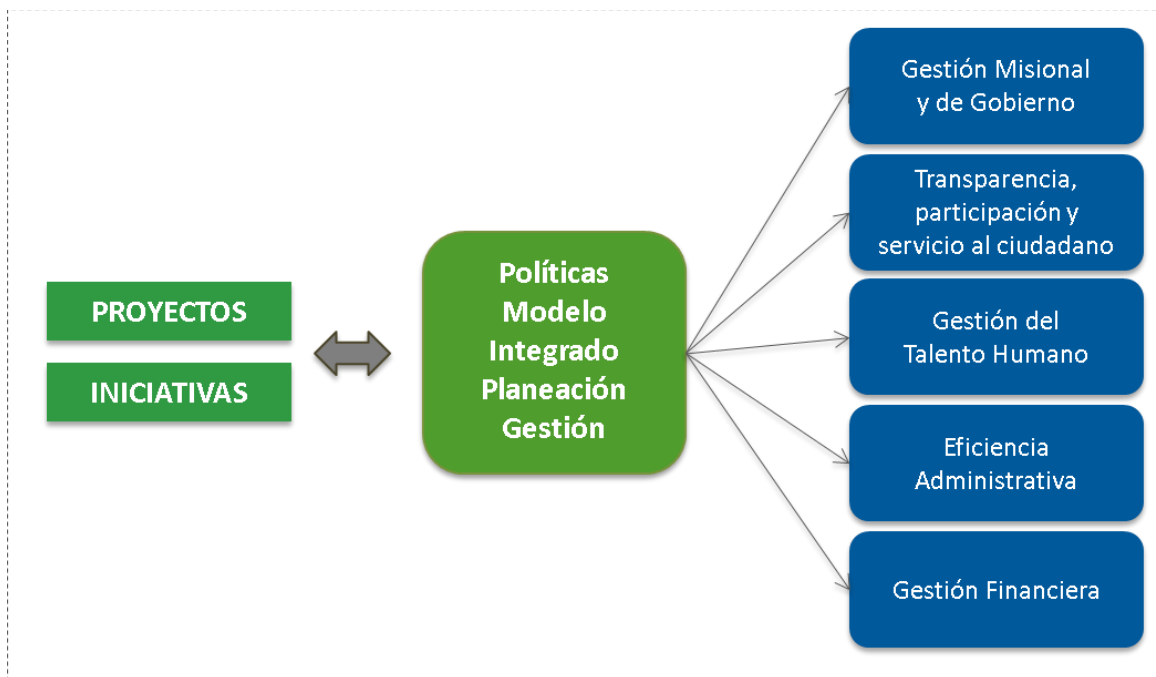 PROYECTOS
INICIATIVAS
Políticas
Modelo
Integrado
Planeación
Gestión
Gestión Misional
y de Gobierno
Transparencia,
participación y
servicio al ciudadano
Gestión del
Talento Humano
Eficiencia
Administrativa
Gestión Financiera